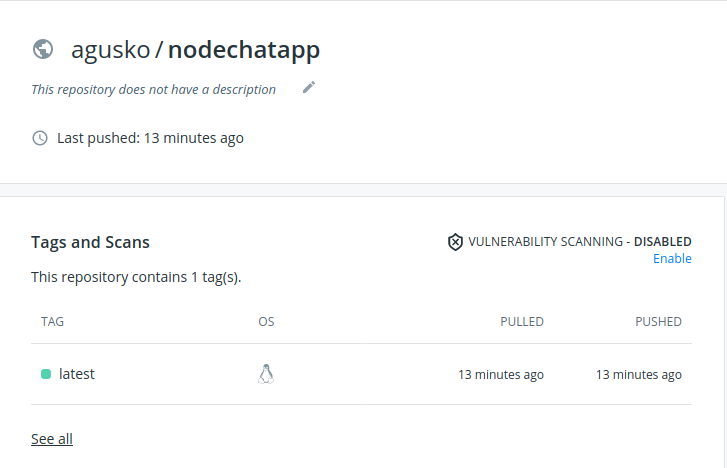 agusko / nodechatapp
This repository does not have a description
Last pushed: 13 minutes ago
Tags and Scans
VULNERABILITY SCANNING - DISABLED
Enable
This repository contains 1 tag(s).
TAG OS PULLED PUSHED
latest 13 minutes ago 13 minutes ago
See all